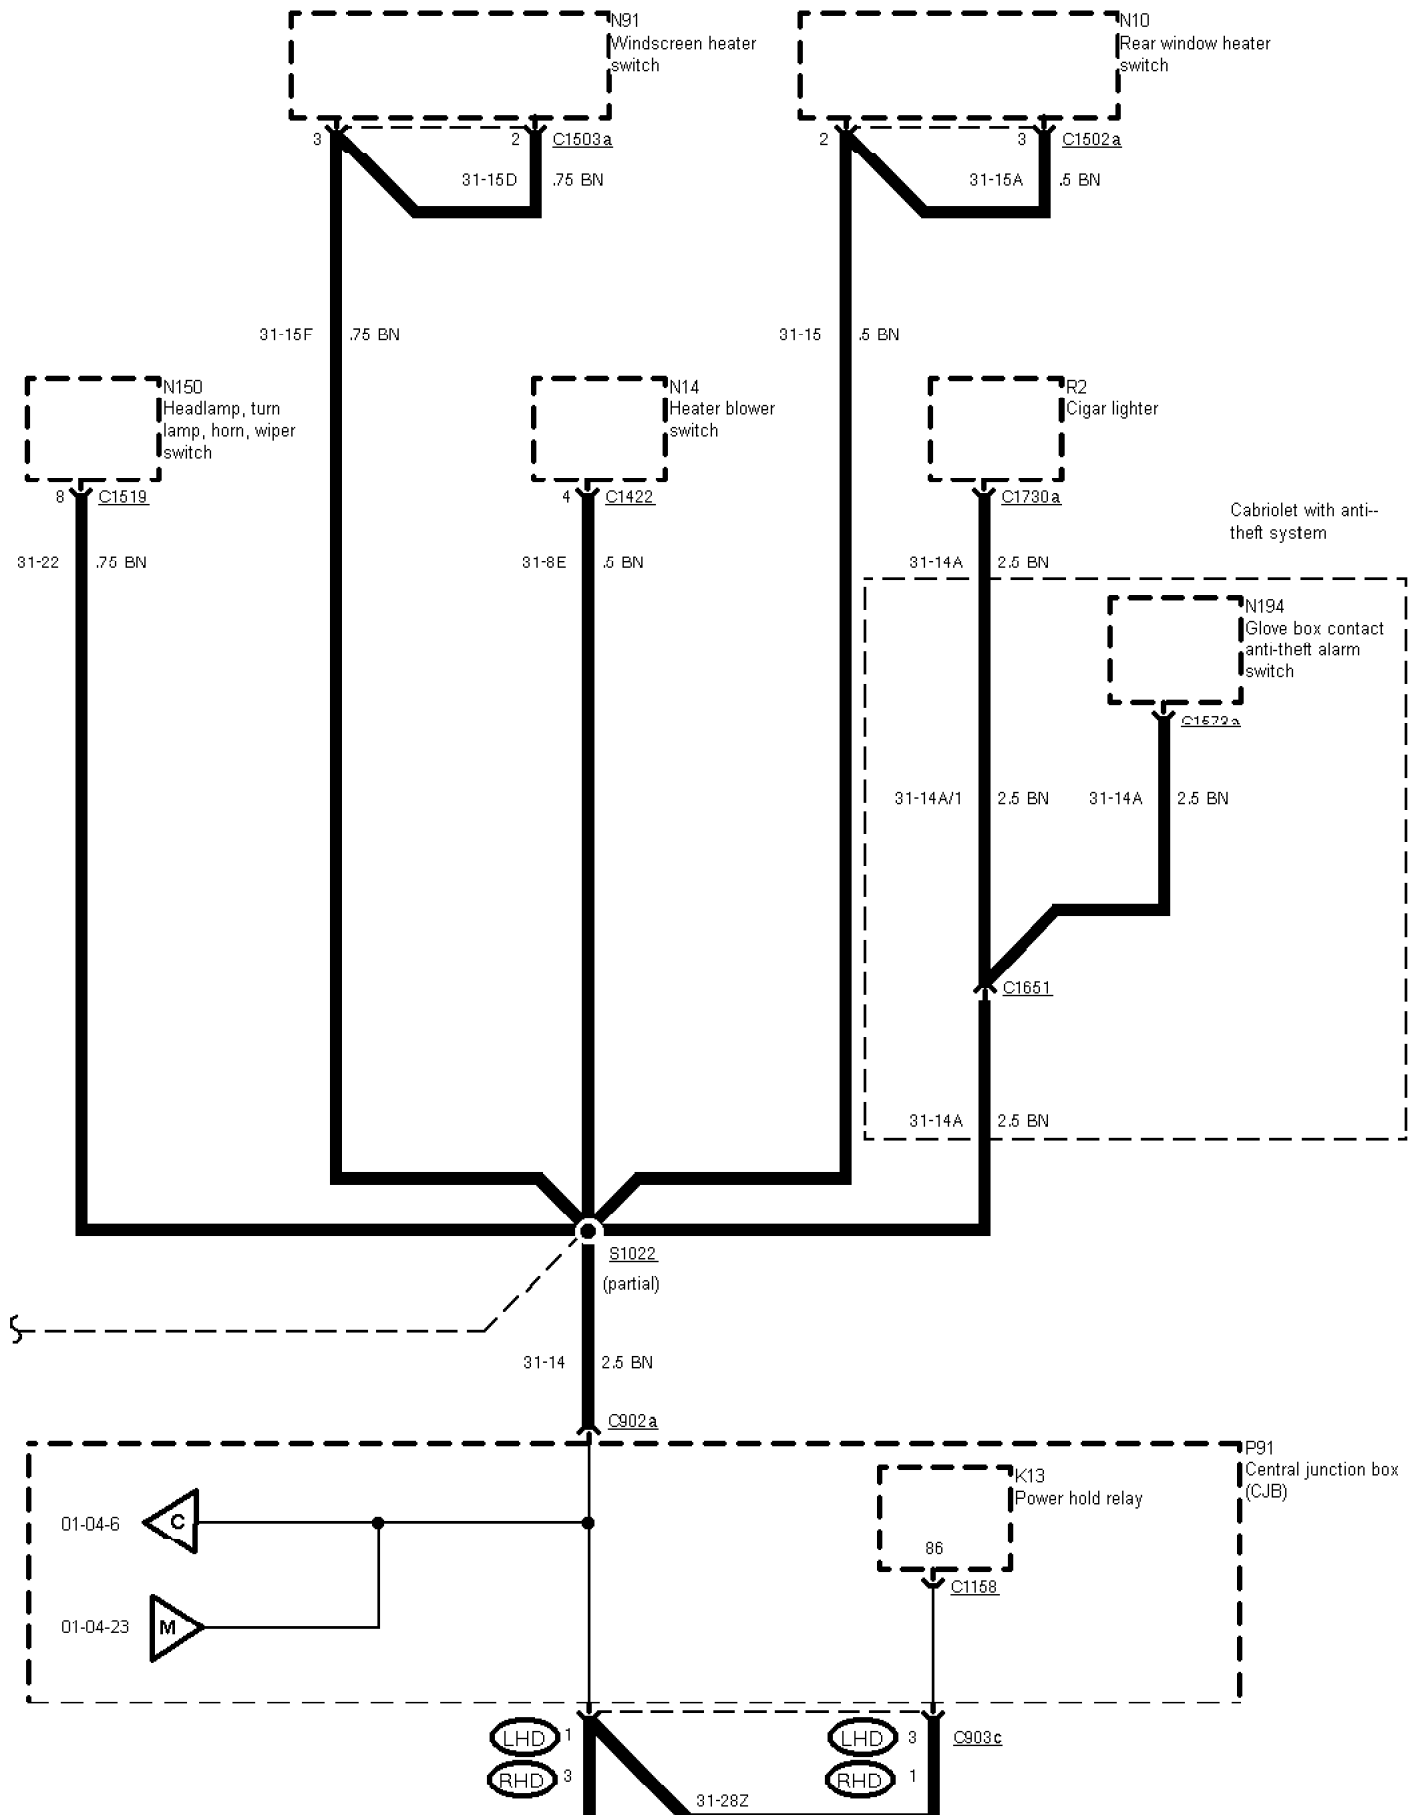 N91
Windscreen heater
switch
N10
Rear window heater
switch
3
2
C1503a
2
3
C1502a
31-15D
.75 BN
31-15A
.5 BN
31-15F
.75 BN
31-15
.5 BN
N150
Headlamp, turn
lamp, horn, wiper
switch
N14
Heater blower
switch
R2
Cigar lighter
8
C1519
4
C1422
C1730a
Cabriolet with anti--
theft system
31-22
.75 BN
31-8E
.5 BN
31-14A
2.5 BN
N194
Glove box contact
anti-theft alarm
switch
31-14A/1
2.5 BN
31-14A
2.5 BN
C1651
31-14A
2.5 BN
S1022
(partial)
31-14
2.5 BN
C902a
P91
Central junction box
(CJB)
K13
Power hold relay
86
C1158
01-04-6
C
01-04-23
M
LHD
1
RHD
3
LHD
3
RHD
1
C903c
31-28Z